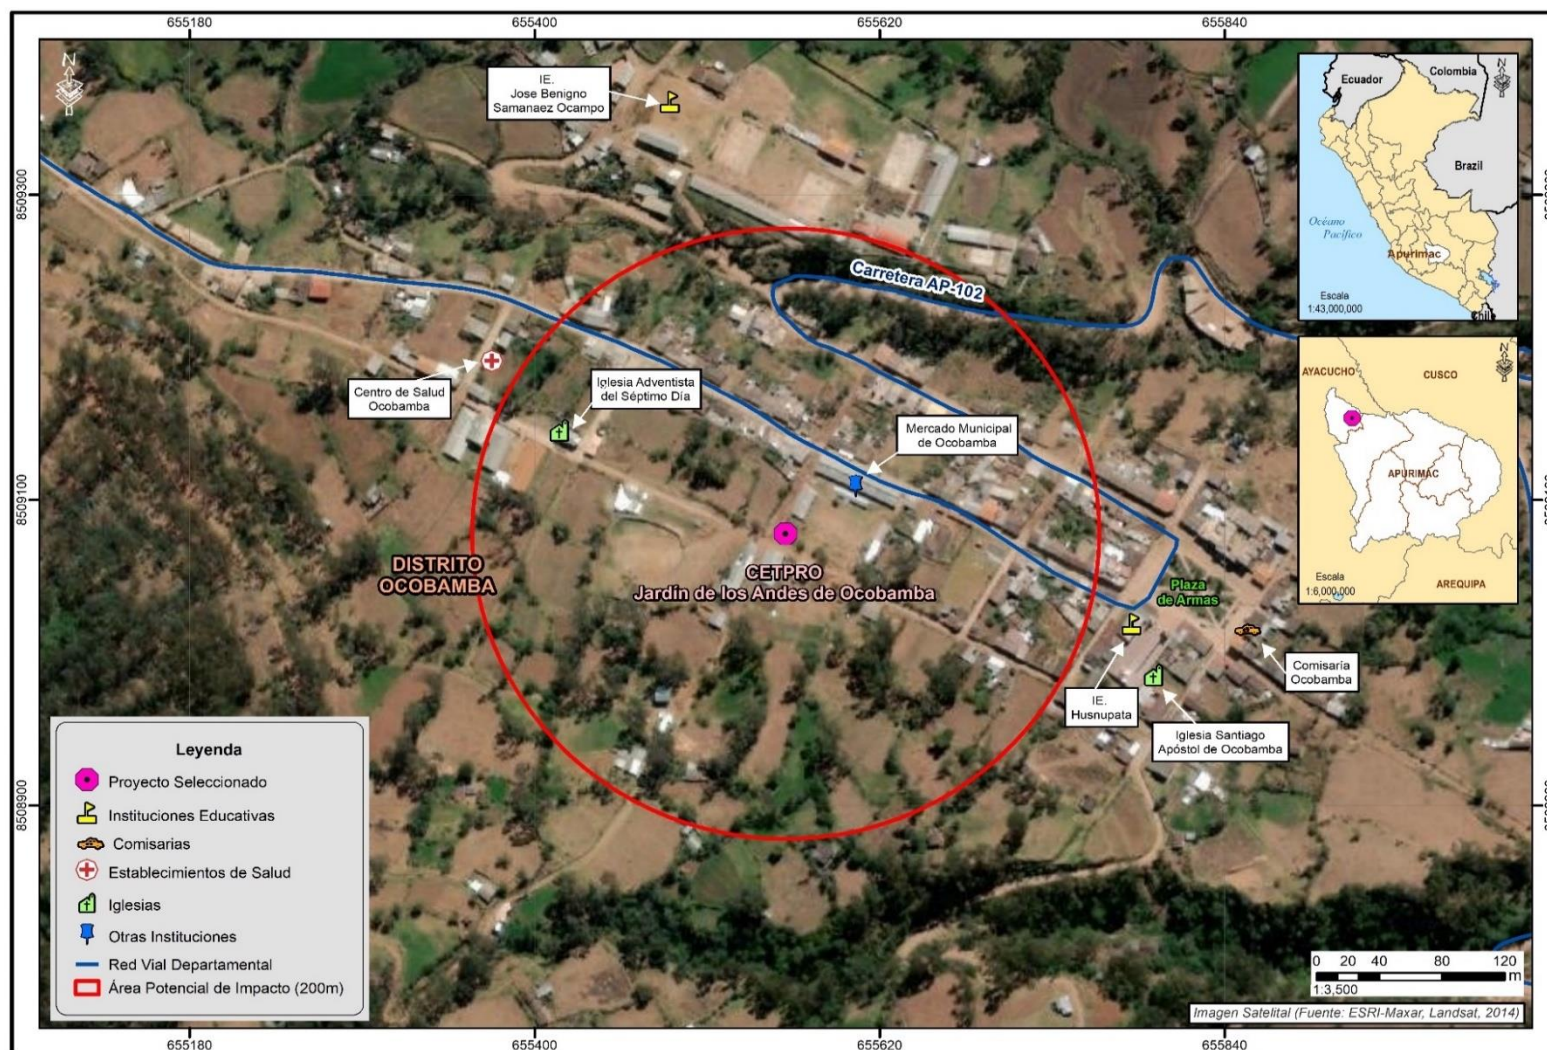 655180
655400
655620
655840
8509300
8509100
8508900
N
IE.
Jose Benigno
Samanaez Ocampo
Carretera AP-102
Centro de Salud
Ocobamba
Iglesia Adventista
del Séptimo Día
Mercado Municipal
de Ocobamba
DISTRITO
OCOBAMBA
CETPRO
Jardín de los Andes de Ocobamba
Plaza
de Armas
IE.
Husnupata
Iglesia Santiago
Apóstol de Ocobamba
Comisaría
Ocobamba
Ecuador
Colombia
N
Brazil
Océano
Pacífico
Apurimac
Escala
1:43,000,000
Chil
N
AYACUCHO
CUSCO
APURIMAC
Escala
1:6,000,000
AREQUIPA
Leyenda
Proyecto Seleccionado
Instituciones Educativas
Comisarias
Establecimientos de Salud
Iglesias
Otras Instituciones
Red Vial Departamental
Área Potencial de Impacto (200m)
0 20 40 80 120
m
1:3,500
Imagen Satelital (Fuente: ESRI-Maxar, Landsat, 2014)
655180
655400
655620
655840